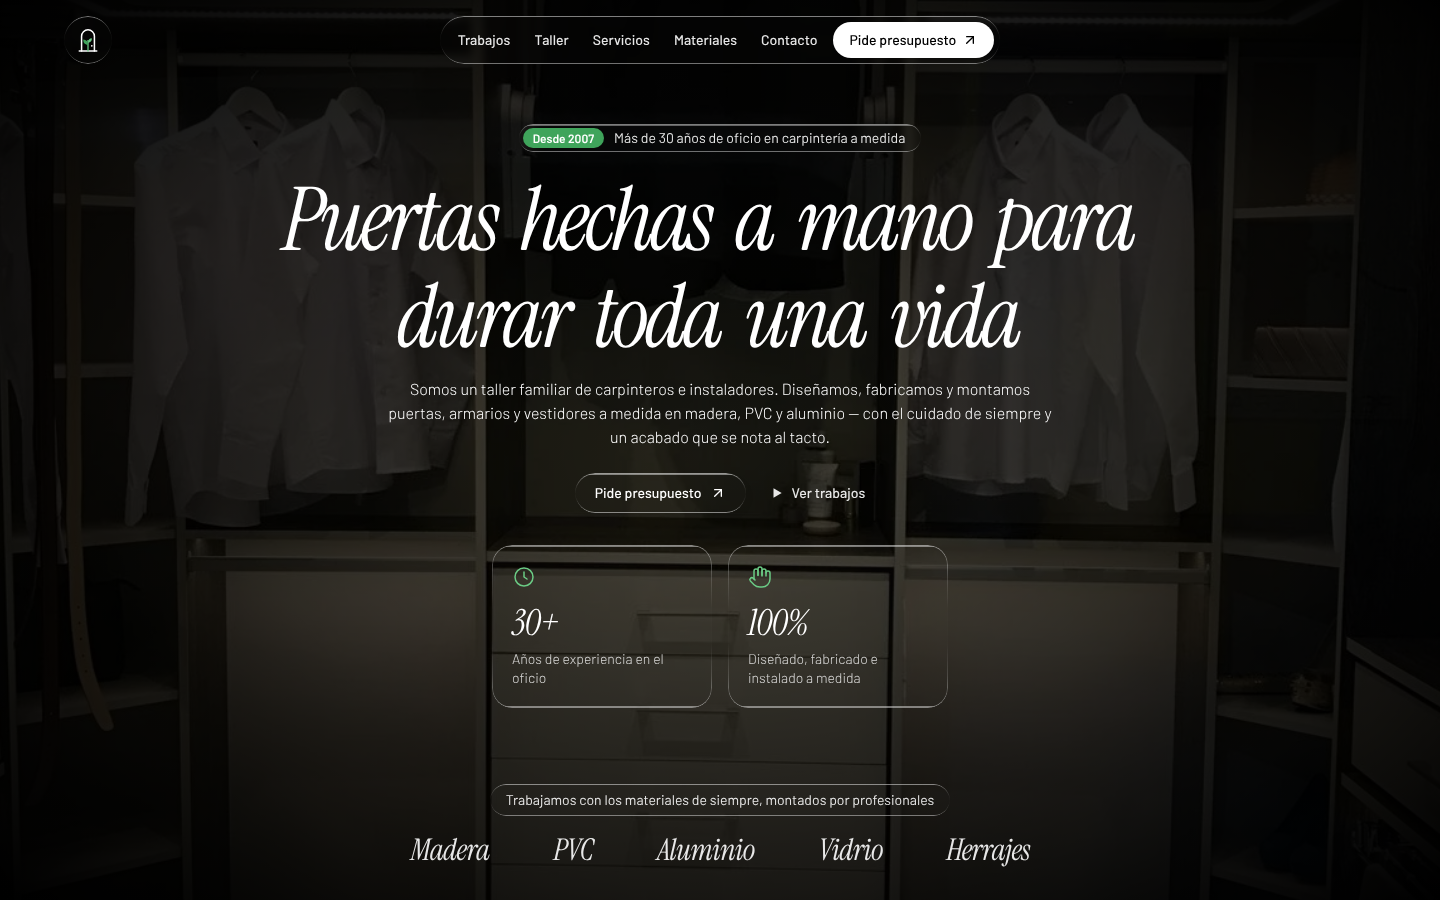 Trabajos
Taller
Servicios
Materiales
Contacto
Pide presupuesto
Desde 2007
Más de 30 años de oficio en carpintería a medida
Puertas hechas a mano para
durar toda una vida
Somos un taller familiar de carpinteros e instaladores. Diseñamos, fabricamos y montamos
puertas, armarios y vestidores a medida en madera, PVC y aluminio — con el cuidado de siempre y
un acabado que se nota al tacto.
Pide presupuesto
Ver trabajos
30+
Años de experiencia en el
oficio
100%
Diseñado, fabricado e
instalado a medida
Trabajamos con los materiales de siempre, montados por profesionales
Madera
PVC
Aluminio
Vidrio
Herrajes